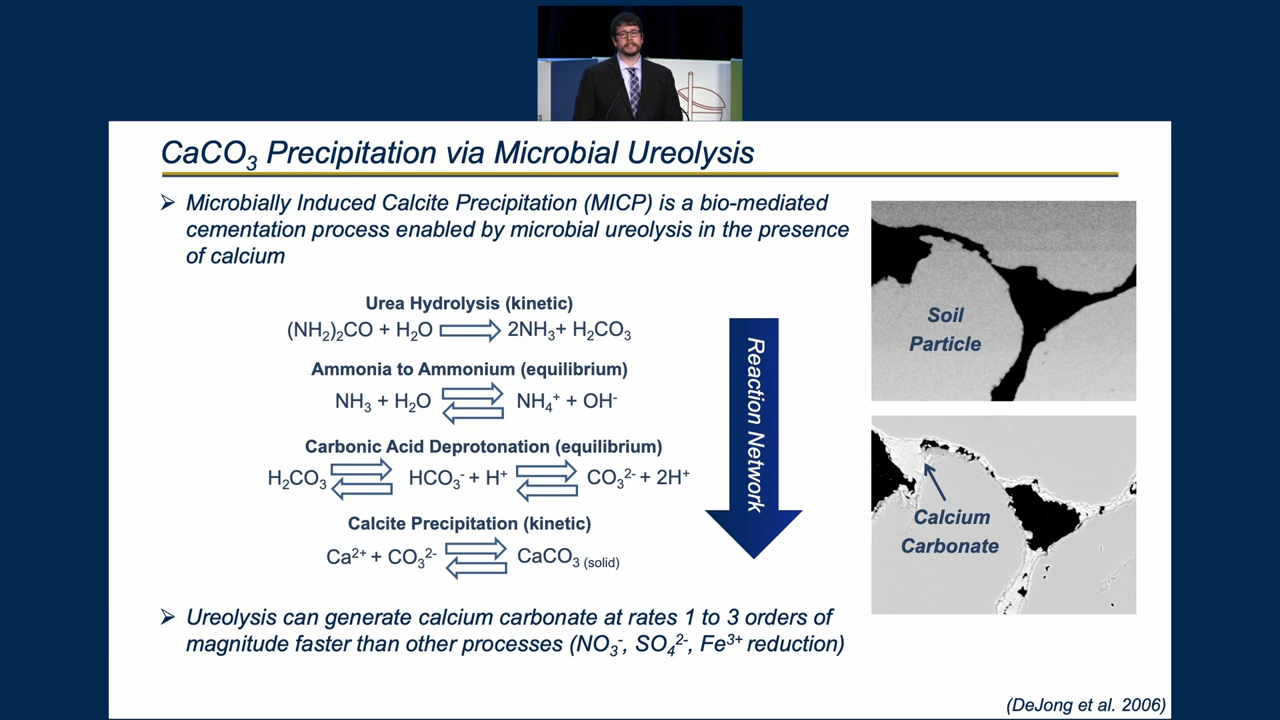 CaCO₃ Precipitation via Microbial Ureolysis
➢ Microbially Induced Calcite Precipitation (MICP) is a bio-mediated
cementation process enabled by microbial ureolysis in the presence
of calcium
Urea Hydrolysis (kinetic)
(NH₂)₂CO + H₂O ⇒ 2NH₃+ H₂CO₃
Ammonia to Ammonium (equilibrium)
NH₃ + H₂O ⇄ NH₄⁺ + OH⁻
Carbonic Acid Deprotonation (equilibrium)
H₂CO₃ ⇄ HCO₃⁻ + H⁺ ⇄ CO₃²⁻ + 2H⁺
Calcite Precipitation (kinetic)
Ca²⁺ + CO₃²⁻ ⇄ CaCO₃ (solid)
Reaction Network
Soil
Particle
Calcium
Carbonate
➢ Ureolysis can generate calcium carbonate at rates 1 to 3 orders of
magnitude faster than other processes (NO₃⁻, SO₄²⁻, Fe³⁺ reduction)
(DeJong et al. 2006)